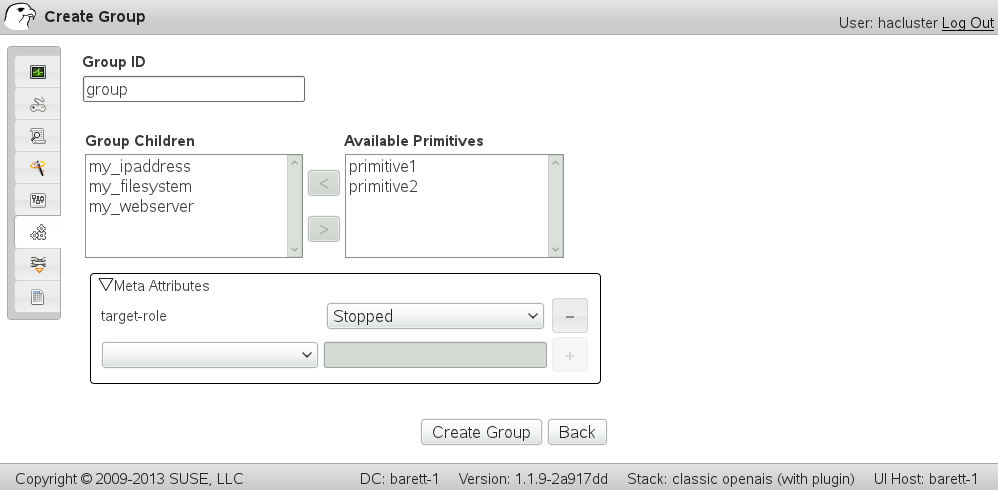 Create Group
User: hacluster Log Out
Group ID
group
Group Children Available Primitives
my_ipaddress primitive1
my_filesystem primitive2
my_webserver
<
>
Meta Attributes
target-role Stopped -
+
Create Group Back
Copyright © 2009-2013 SUSE, LLC DC: barett-1 Version: 1.1.9-2a917dd Stack: classic openais (with plugin) UI Host: barett-1